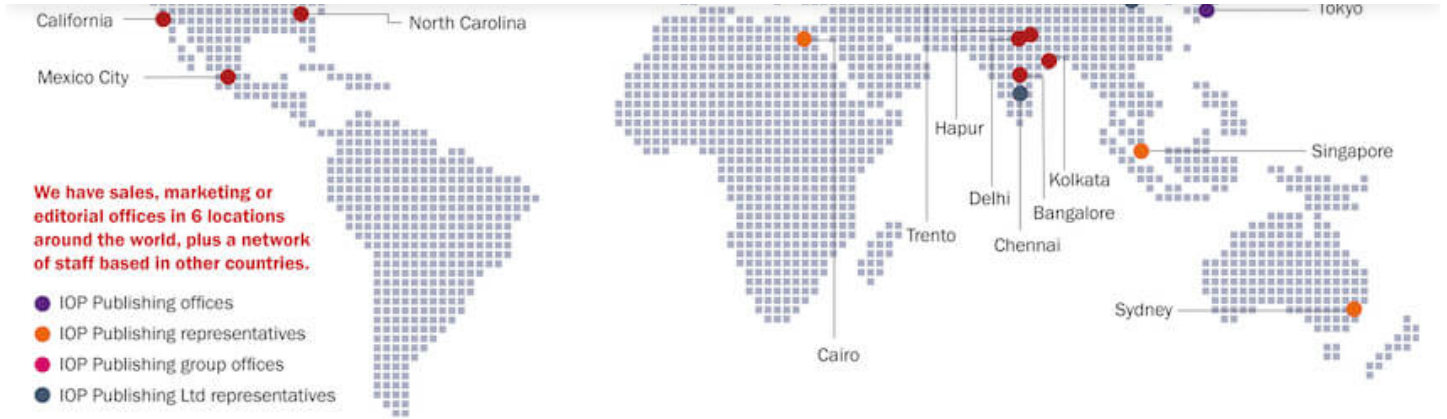 California
North Carolina
Tokyo
Mexico City
Hapur
Singapore
Kolkata
Delhi
Bangalore
Trento
Chennai
We have sales, marketing or
editorial offices in 6 locations
around the world, plus a network
of staff based in other countries.
IOP Publishing offices
IOP Publishing representatives
IOP Publishing group offices
IOP Publishing Ltd representatives
Sydney
Cairo